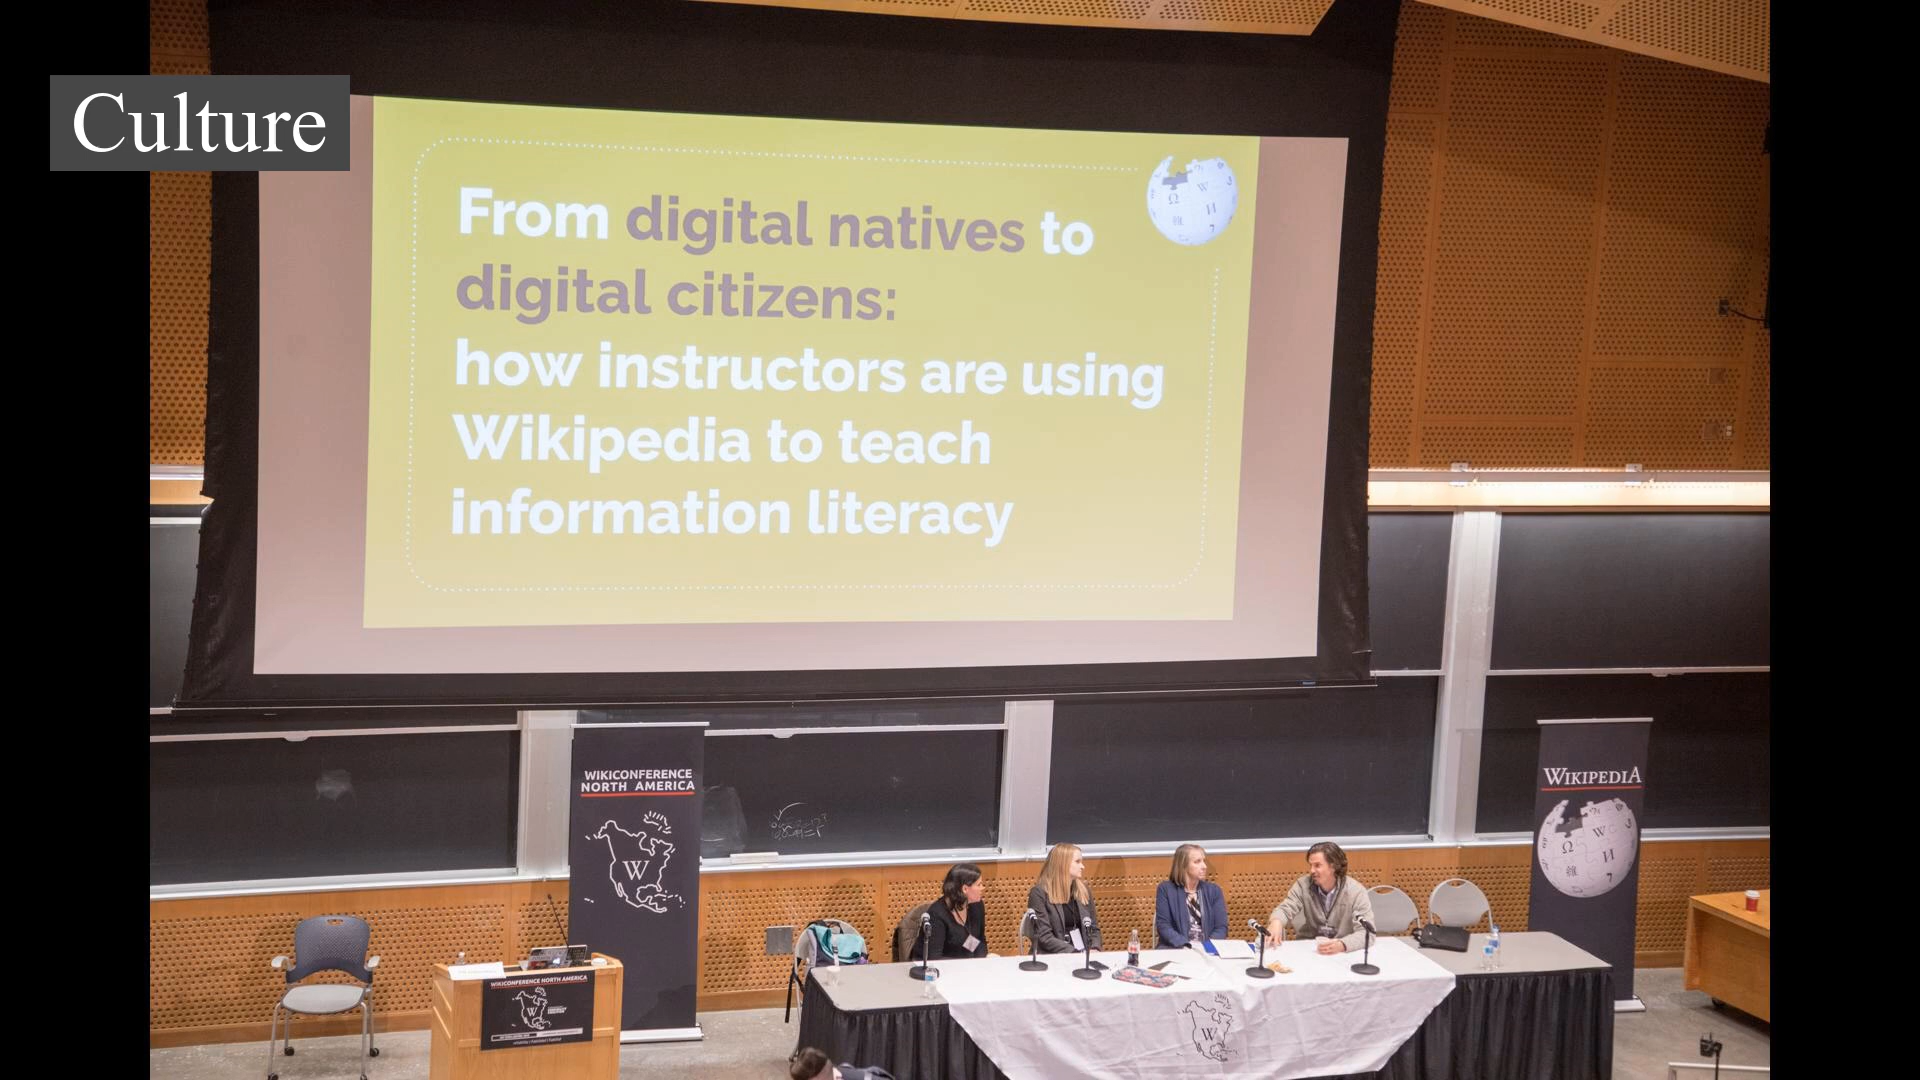 Culture
From digital natives to
digital citizens:
how instructors are using
Wikipedia to teach
information literacy
WIKICONFERENCE
NORTH AMERICA
W
WIKIPEDIA
WIKICONFERENCE NORTH AMERICA
W
W